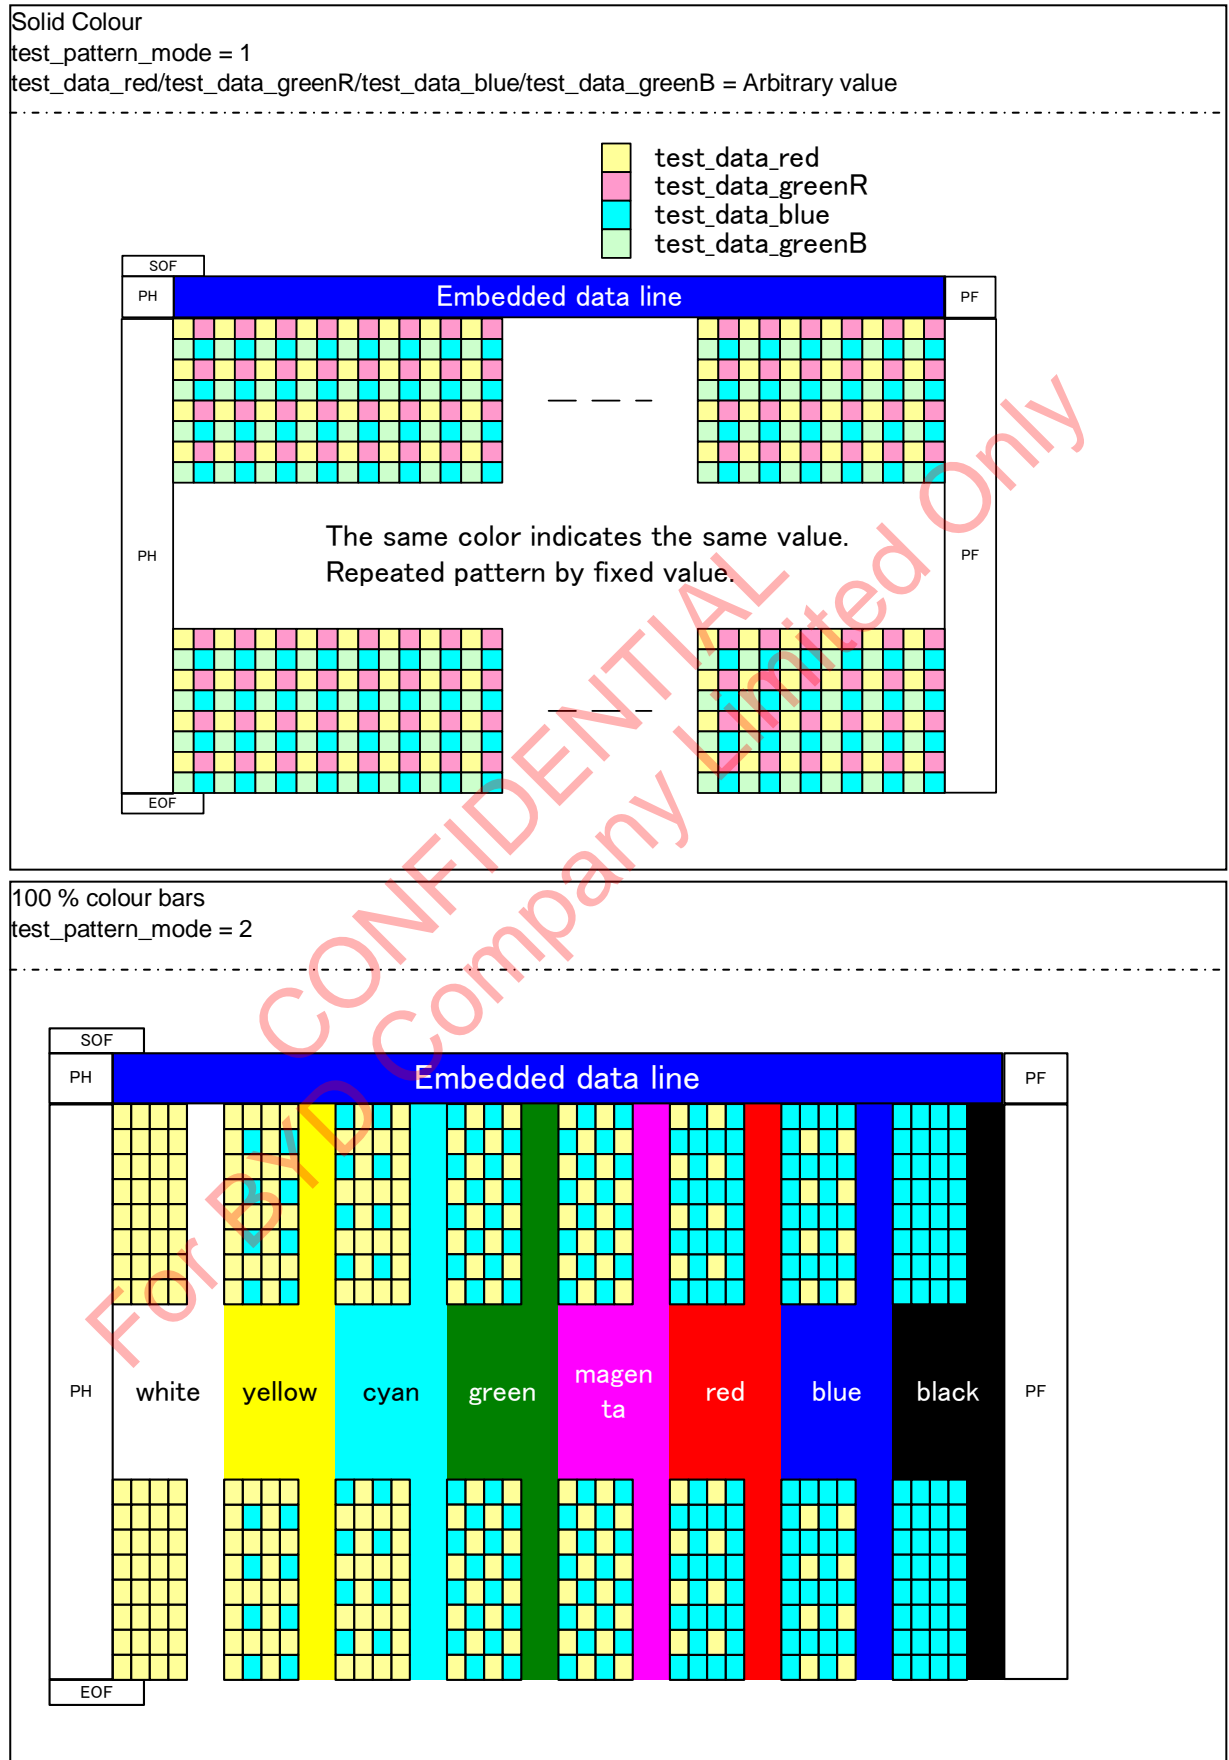 Solid Colour
test_pattern_mode = 1
test_data_red/test_data_greenR/test_data_blue/test_data_greenB = Arbitrary value
test_data_red
test_data_greenR
test_data_blue
test_data_greenB
SOF
PH
Embedded data line
PF
The same color indicates the same value.
Repeated pattern by fixed value.
PH
PF
EOF
CONFIDENTIAL
For BYD Company Limited Only
100 % colour bars
test_pattern_mode = 2
SOF
PH
Embedded data line
PF
PH
white
yellow
cyan
green
magen
ta
red
blue
black
PF
EOF